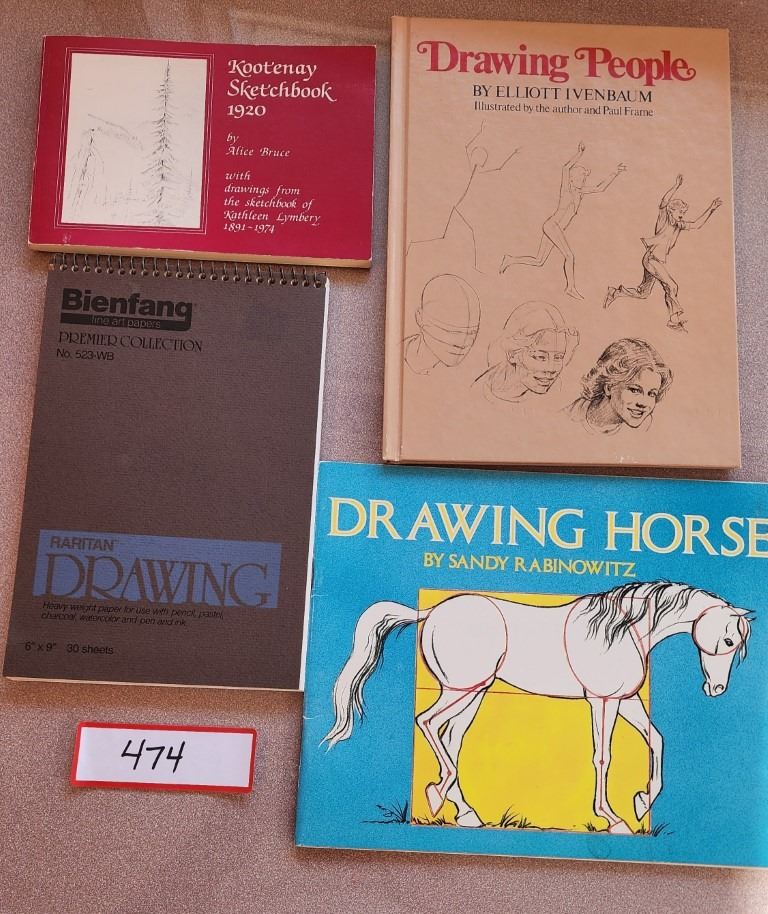 Kootenay
Sketchbook
1920
by
Alice Bruce
with
drawings from
the sketchbook of
Kathleen Lymbery
1891-1974
Drawing People
BY ELLIOTT IVENBAUM
Illustrated by the author and Paul Frame
Bienfang
fine art papers
PREMIER COLLECTION
No. 523-WB
RARITAN™
DRAWING
Heavy weight paper for use with pencil, pastel,
charcoal, watercolor and pen and ink.
6" x 9" 30 sheets
DRAWING HORSE
BY SANDY RABINOWITZ
474